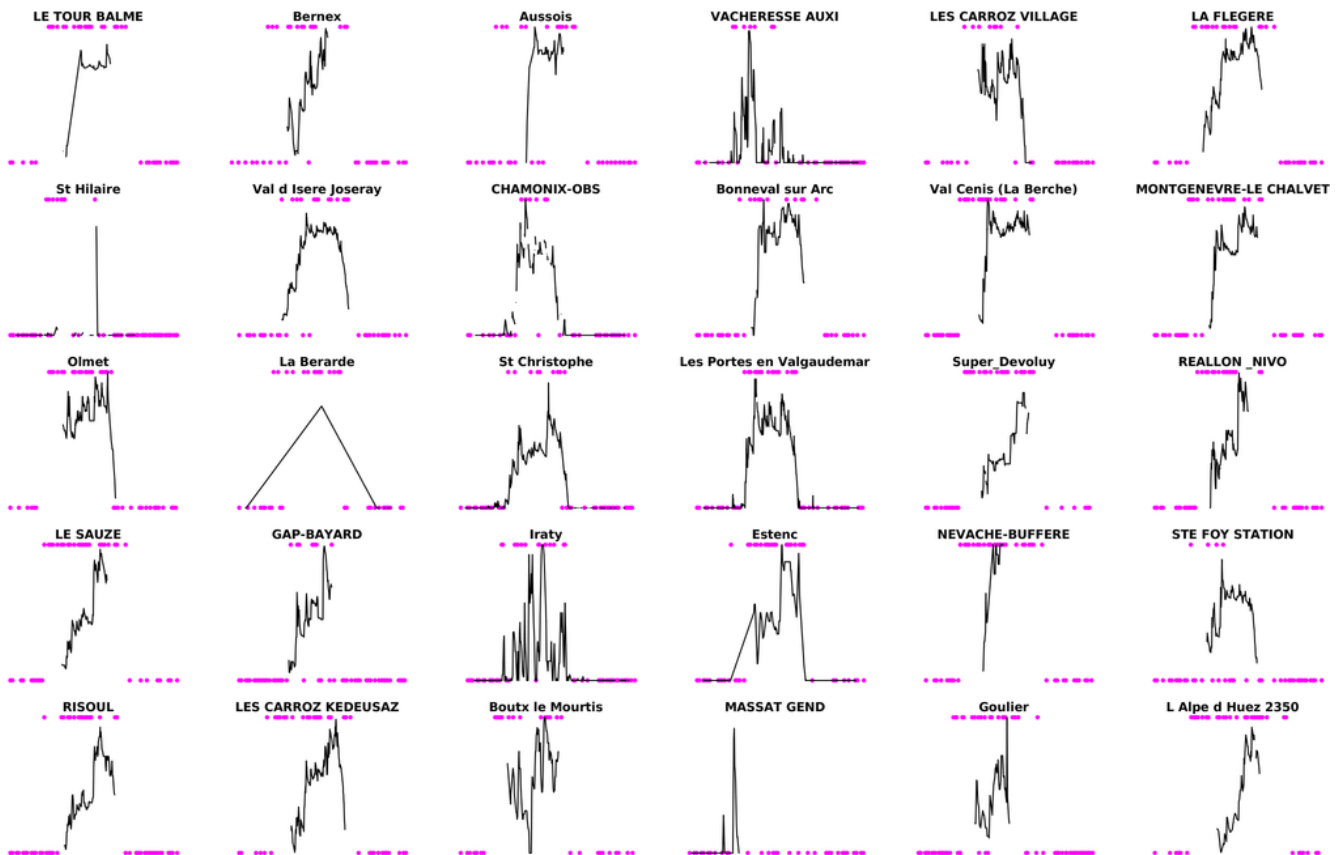 LE TOUR BALME
Bernex
Aussois
VACHERESSE AUXI
LES CARROZ VILLAGE
LA FLEGERE
St Hilaire
Val d Isere Joseray
CHAMONIX-OBS
Bonneval sur Arc
Val Cenis (La Berche)
MONTGENEVRE-LE CHALVET
Olmet
La Berarde
St Christophe
Les Portes en Valgaudemar
Super_Devoluy
REALLON _NIVO
LE SAUZE
GAP-BAYARD
Iraty
Estenc
NEVACHE-BUFFERE
STE FOY STATION
RISOUL
LES CARROZ KEDEUSAZ
Boutx le Mourtis
MASSAT GEND
Goulier
L Alpe d Huez 2350